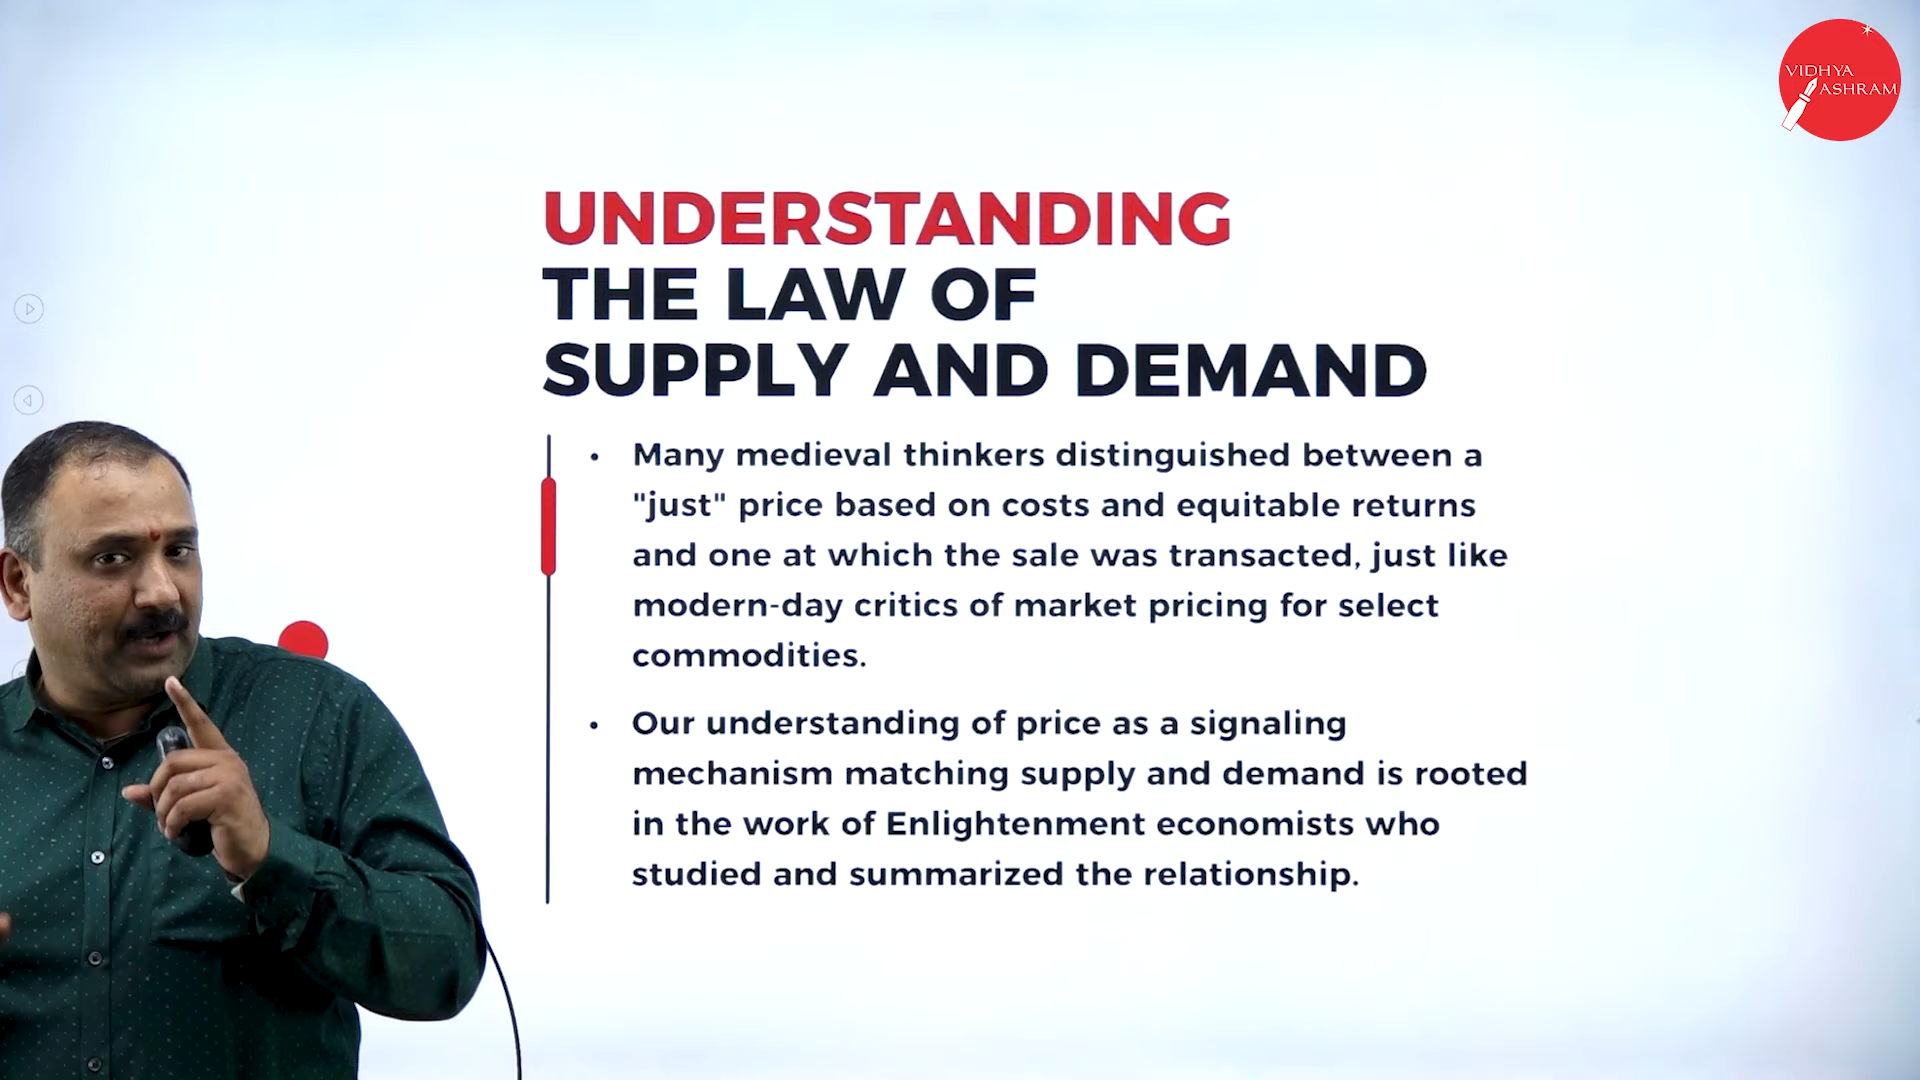 VIDHYA
ASHRAM
UNDERSTANDING
THE LAW OF
SUPPLY AND DEMAND
• Many medieval thinkers distinguished between a
"just" price based on costs and equitable returns
and one at which the sale was transacted, just like
modern-day critics of market pricing for select
commodities.
• Our understanding of price as a signaling
mechanism matching supply and demand is rooted
in the work of Enlightenment economists who
studied and summarized the relationship.